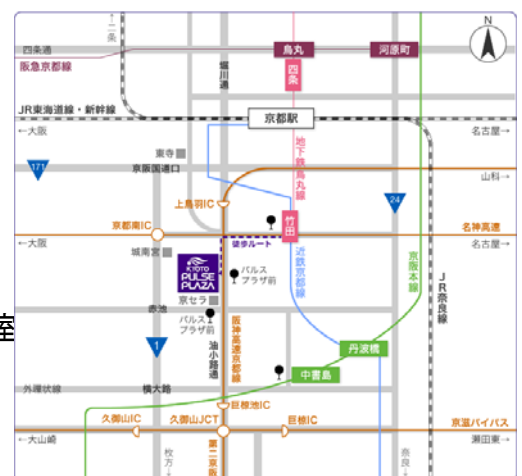 ↑二条
N
四条通
烏丸
河原町
阪急京都線
四条
堀川通
JR東海道線・新幹線
京都駅
←大阪
名古屋→
東寺
地下鉄烏丸線
171
京阪国道口
山科→
上鳥羽IC
24
京都南IC
竹田
名神高速
←大阪
徒歩ルート
名古屋→
城南宮
近鉄京都線
京阪本線
JR奈良線
KYOTO
PULSE
PLAZA
パルス
プラザ前
京セラ
室
赤池
パルス
プラザ前
阪神高速京都線
油小路通
1
丹波橋
中書島
外環状線
横大路
巨椋池IC
久御山IC
久御山JCT
巨椋IC
京滋バイパス
←大山崎
瀬田東→
枚方↓
第二京阪
奈良↓